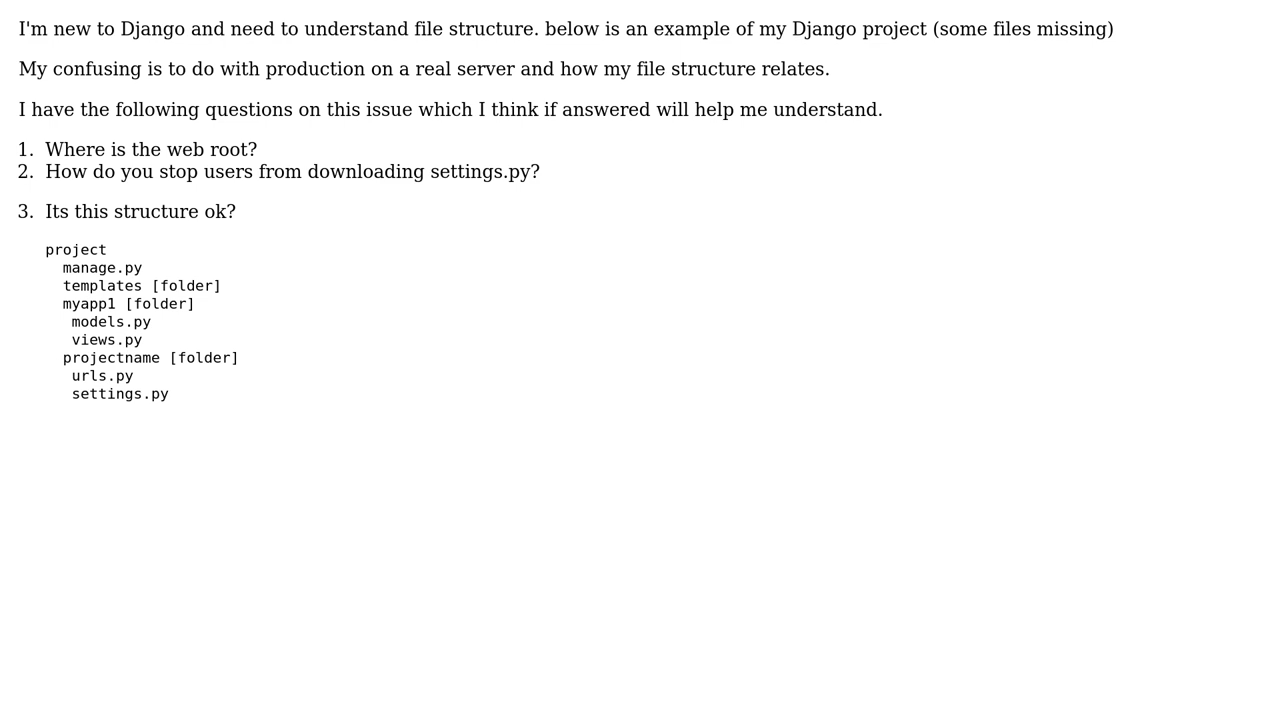 I'm new to Django and need to understand file structure. below is an example of my Django project (some files missing)
My confusing is to do with production on a real server and how my file structure relates.
I have the following questions on this issue which I think if answered will help me understand.
1. Where is the web root?
2. How do you stop users from downloading settings.py?
3. Its this structure ok?
project
  manage.py
  templates [folder]
  myapp1 [folder]
   models.py
   views.py
  projectname [folder]
   urls.py
   settings.py